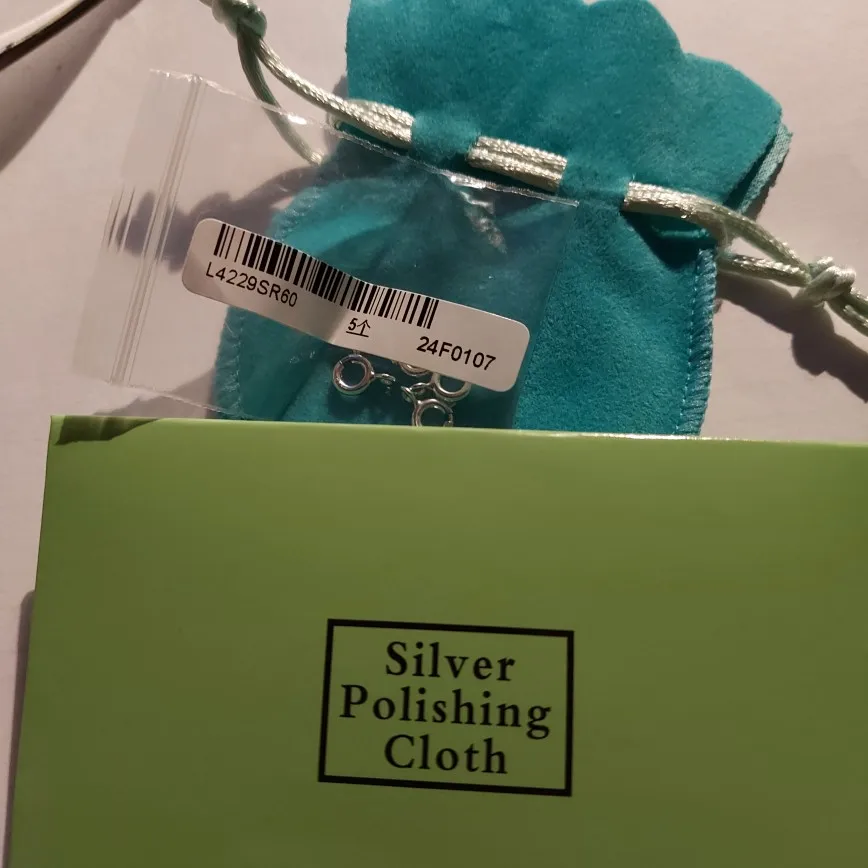 L4229SR60
5个
24F0107
Silver
Polishing
Cloth